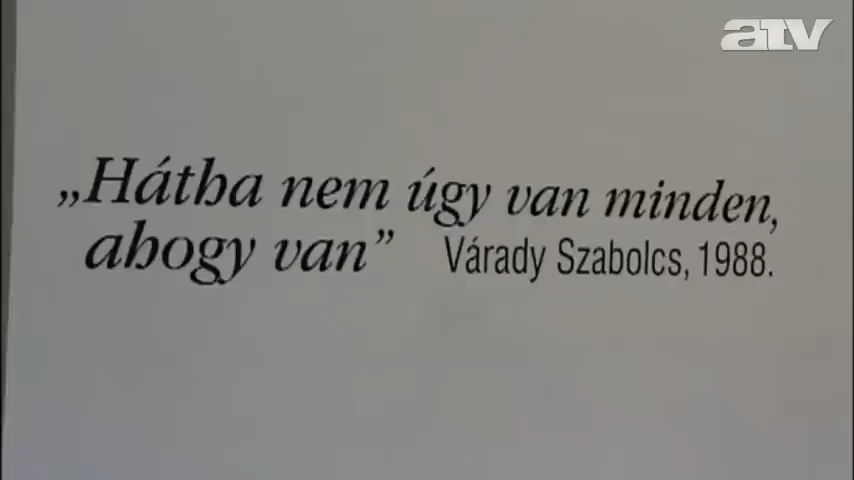 atv
„Hátha nem úgy van minden,
ahogy van” Várady Szabolcs, 1988.